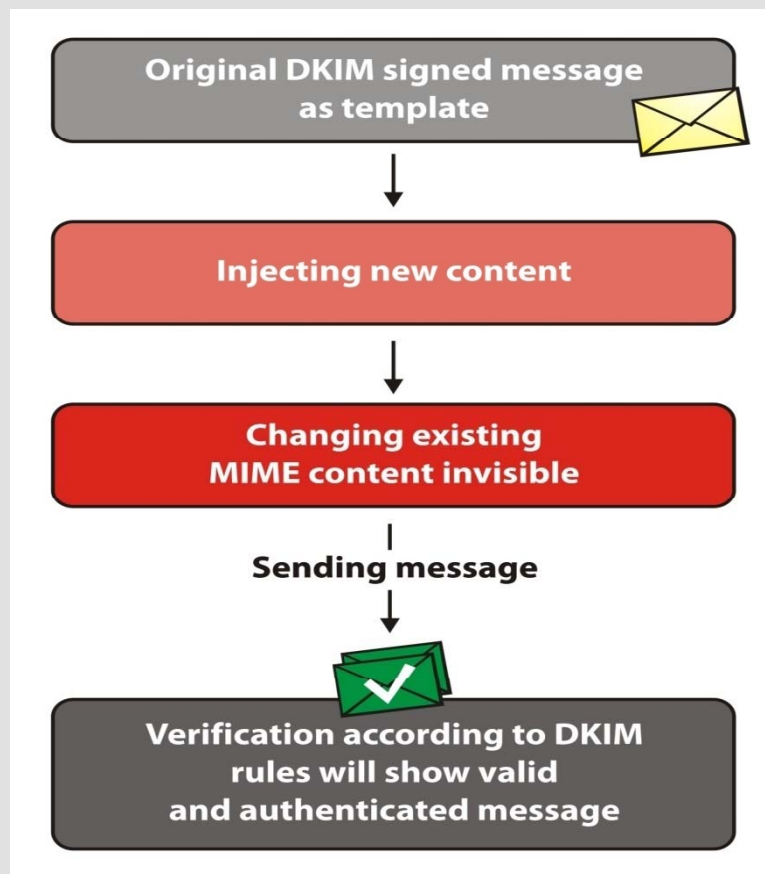 Original DKIM signed message
as template
Injecting new content
Changing existing
MIME content invisible
Sending message
Verification according to DKIM
rules will show valid
and authenticated message